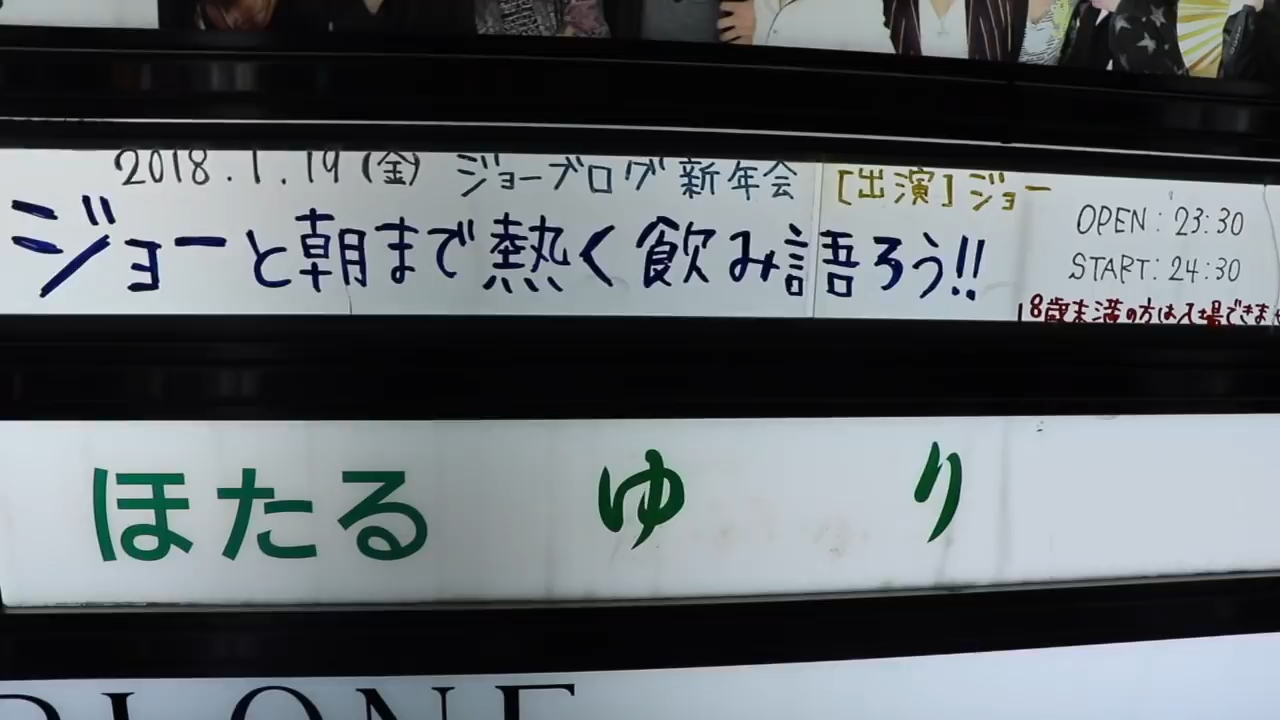 2018.1.19(金) ジョーブログ新年会 [出演]ジョー
ジョーと朝まで熱く飲み語ろう!!
OPEN: 23:30
START: 24:30
18歳未満の方は入場できませ
ほたる ゆ り